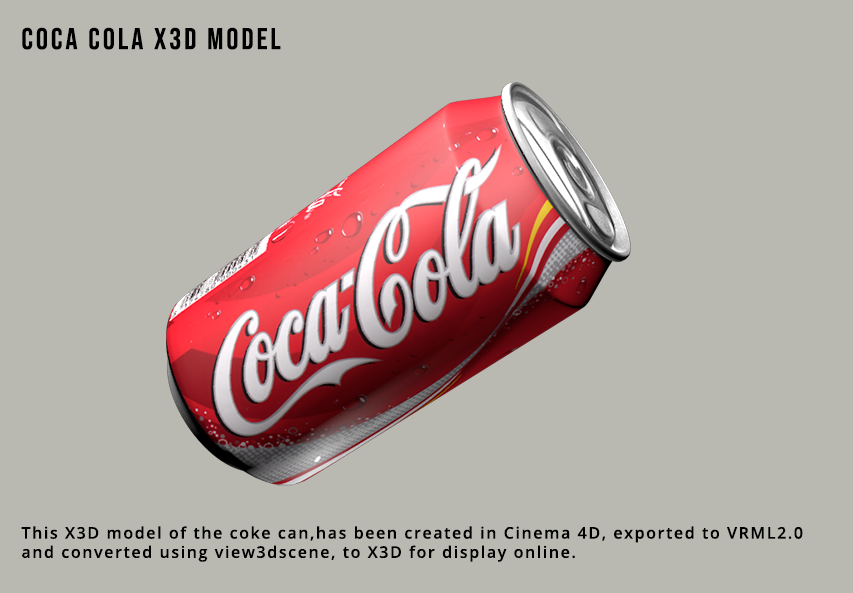 COCA COLA X3D MODEL
Coca-Cola
This X3D model of the coke can,has been created in Cinema 4D, exported to VRML2.0
and converted using view3dscene, to X3D for display online.